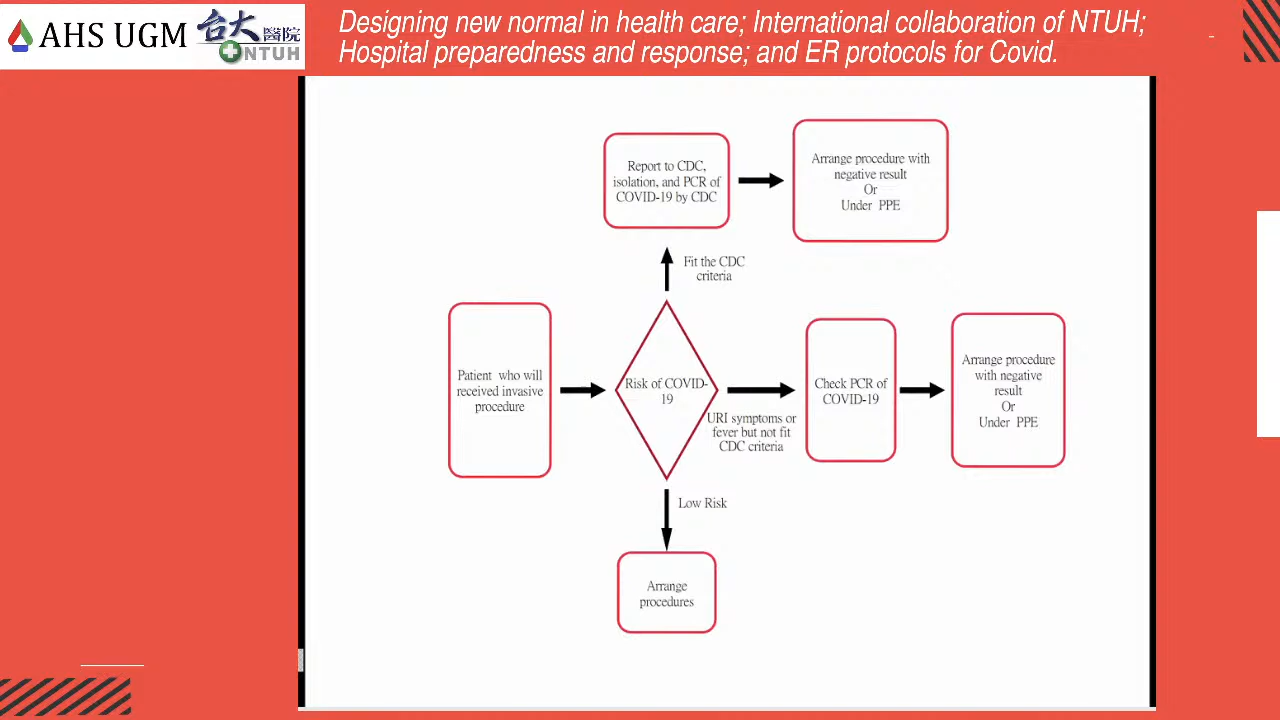 AHS UGM
台大醫院
NTUH
Designing new normal in health care; International collaboration of NTUH;
Hospital preparedness and response; and ER protocols for Covid.
Report to CDC,
isolation, and PCR of
COVID-19 by CDC
Arrange procedure with
negative result
Or
Under PPE
Fit the CDC
criteria
Patient who will
received invasive
procedure
Risk of COVID-
19
URI symptoms or
fever but not fit
CDC criteria
Check PCR of
COVID-19
Arrange procedure
with negative
result
Or
Under PPE
Low Risk
Arrange
procedures